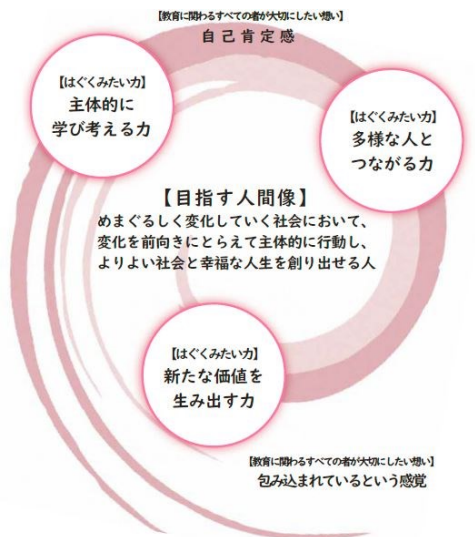 【教育に関わるすべての者が大切にしたい想い】
自己肯定感
【はぐくみたい力】
主体的に
学び考える力
【はぐくみたい力】
多様な人と
つながる力
【目指す人間像】
めまぐるしく変化していく社会において、
変化を前向きにとらえて主体的に行動し、
よりよい社会と幸福な人生を創り出せる人
【はぐくみたい力】
新たな価値を
生み出す力
【教育に関わるすべての者が大切にしたい想い】
包み込まれているという感覚